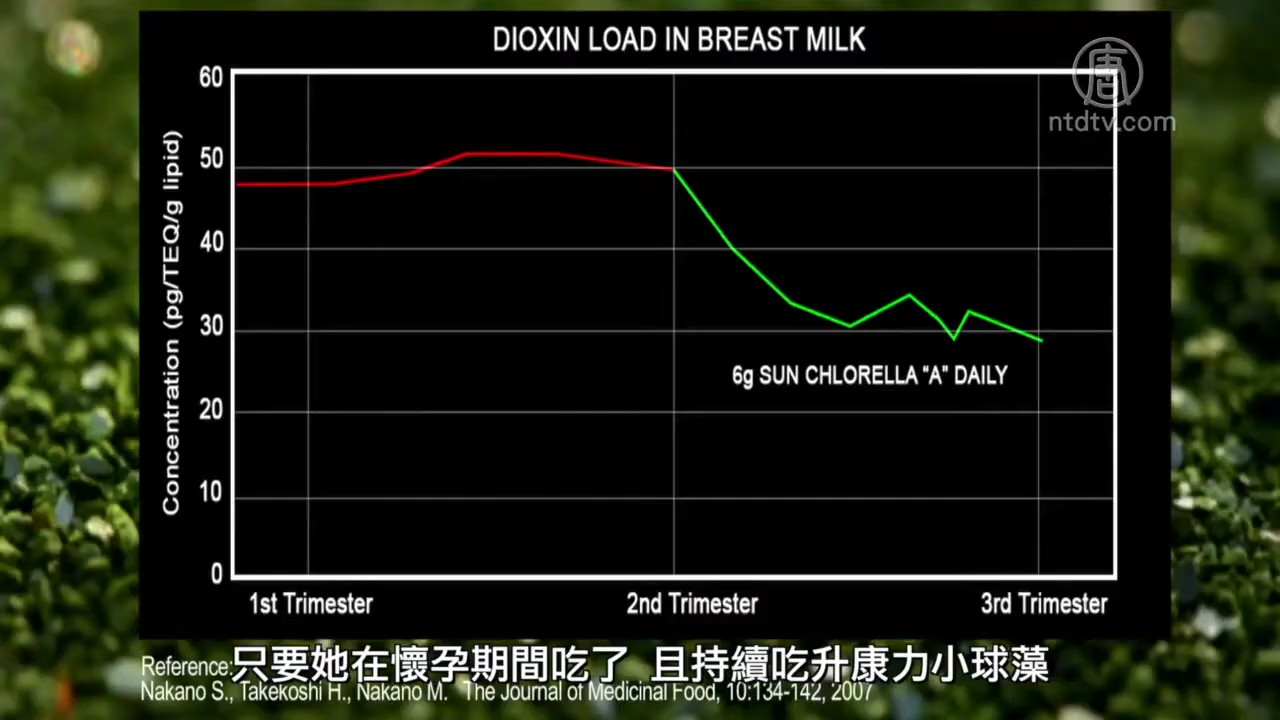 DIOXIN LOAD IN BREAST MILK
唐
ntdtv.com
Concentration (pg/TEQ/g lipid)
60
50
40
30
20
10
0
6g SUN CHLORELLA “A” DAILY
1st Trimester
2nd Trimester
3rd Trimester
Reference:
只要她在懷孕期間吃了 且持續吃升康力小球藻
Nakano S., Takekoshi H., Nakano M. The Journal of Medicinal Food, 10:134-142, 2007